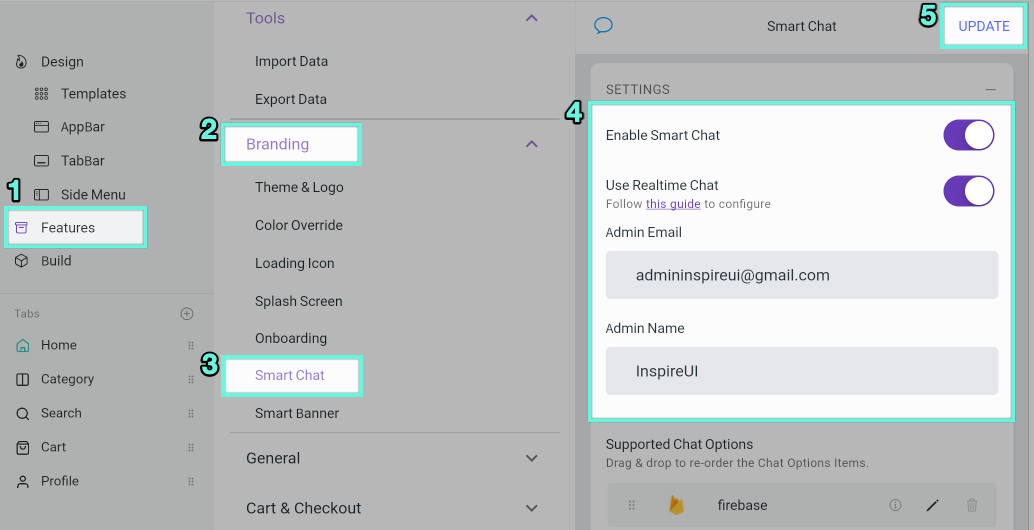 Design
Templates
AppBar
TabBar
1
Side Menu
Features
Build
Tabs
Home
Category
Search
Cart
Profile
Tools
Import Data
Export Data
2
Branding
Theme & Logo
Color Override
Loading Icon
Splash Screen
Onboarding
3
Smart Chat
Smart Banner
General
Cart & Checkout
Smart Chat
5
UPDATE
SETTINGS
4
Enable Smart Chat
Use Realtime Chat
Follow this guide to configure
Admin Email
admininspireui@gmail.com
Admin Name
InspireUI
Supported Chat Options
Drag & drop to re-order the Chat Options Items.
firebase